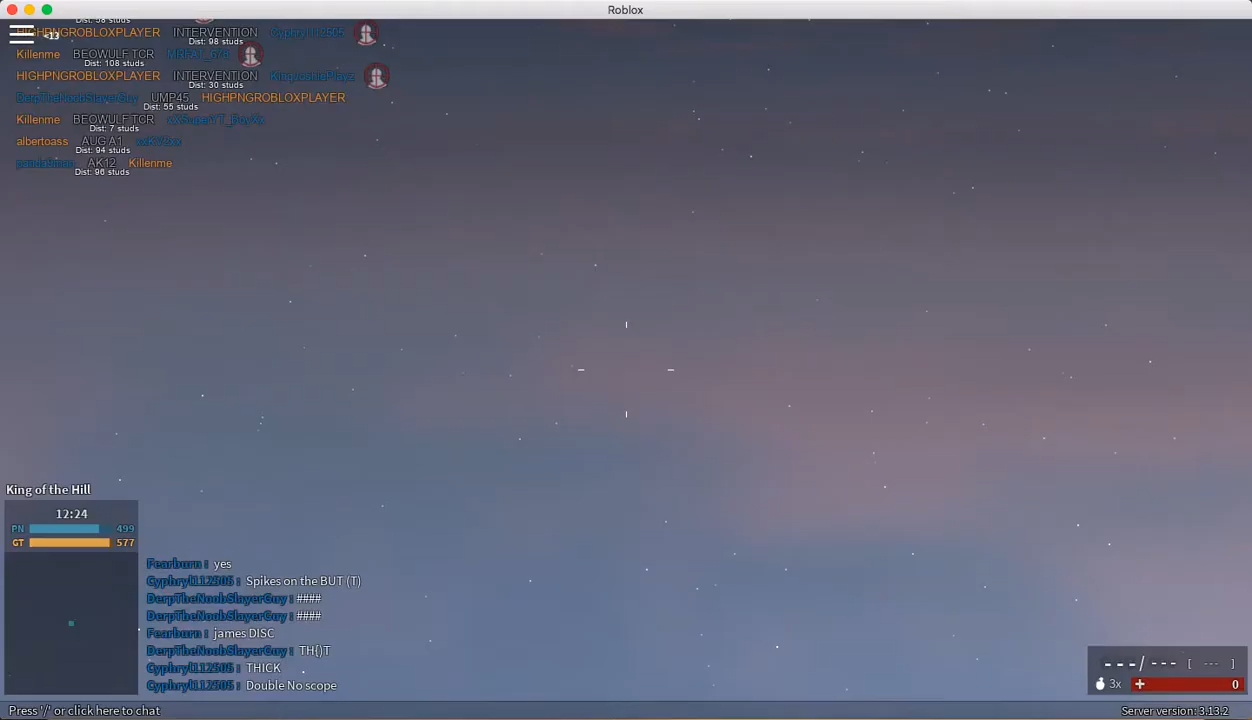 Roblox
Dist: 58 studs
HIGHPNGROBLOXPLAYER INTERVENTION Cyphryl112505
<13
Dist: 98 studs
Killenme BEOWULF TCR
Dist: 108 studs
HIGHPNGROBLOXPLAYER INTERVENTION
Dist: 30 studs
DerpTheNoobSlayerGuy UMP45 HIGHPNGROBLOXPLAYER
Dist: 55 studs
Killenme BEOWULF TCR
Dist: 7 studs
albertoass AUG A1
Dist: 94 studs
AK12 Killenme
Dist: 96 studs
King of the Hill
12:24
PN 499
GT 577
Fearburn : yes
Cyphryl112505 : Spikes on the BUT (T)
DerpTheNoobSlayerGuy : ####
DerpTheNoobSlayerGuy : ####
Fearburn : james DISC
DerpTheNoobSlayerGuy : TH{)T
Cyphryl112505 : THICK
Cyphryl112505 : Double No scope
---/--- [ --- ]
3x 0
Press '/' or click here to chat
Server version: 3.13.2